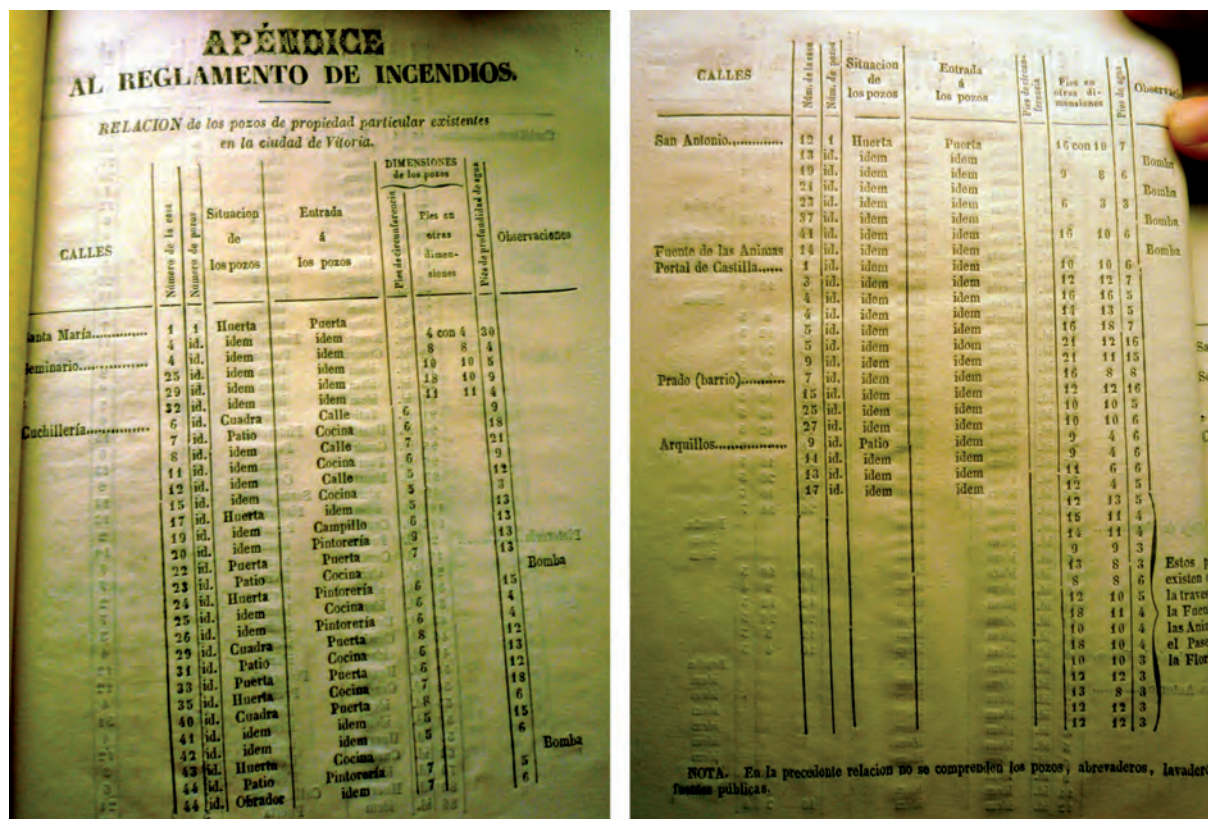 APÉNDICE
AL REGLAMENTO DE INCENDIOS.
RELACION de los pozos de propiedad particular existentes
en la ciudad de Vitoria.
CALLES Número de la casa Número de pozos Situacion de los pozos Entrada á los pozos DIMENSIONES de los pozos Pies de circunferencia Pies en otras dimensiones Pies de profundidad de agua Observaciones
Santa María............... 1 1 Huerta Puerta 4 con 4 30
4 id. idem idem 8 8 4
Seminario.................. 4 id. idem idem 10 10 5
25 id. idem idem 18 10 9
29 id. idem idem 11 11 4
32 id. idem idem
Cuchillería................ 6 id. Cuadra Calle 6 9
7 id. Patio Cocina 6 18
8 id. idem Calle 7 21
11 id. idem Cocina 6 9
12 id. idem Calle 5 12
15 id. idem Cocina 5 3
17 id. Huerta idem 5 13
19 id. idem Campillo 6 13
20 id. idem Pintorería 9 13
22 id. Puerta Puerta 7 13
23 id. Patio Cocina Bomba
24 id. Huerta Pintorería 6 15
25 id. idem Cocina 6 4
26 id. idem Pintorería 6 4
29 id. Cuadra Puerta 8 12
31 id. Patio Cocina 6 13
33 id. Puerta Puerta 6 12
35 id. Huerta Cocina 7 18
40 id. Cuadra Puerta 8 6
41 id. idem idem 5 15
42 id. idem idem 5 6
43 id. Huerta Cocina Bomba
44 id. Patio Pintorería 7 5
44 id. Obrador idem 7 6
CALLES Núm. de la casa Núm. de pozos Situacion de los pozos Entrada á los pozos Pies de circunferencia Pies en otras dimensiones Pies de agua
San Antonio.............. 12 1 Huerta Puerta 16 con 10 7
13 id. idem idem Bomba
19 id. idem idem 9 8 6
21 id. idem idem Bomba
23 id. idem idem 6 3 3
37 id. idem idem Bomba
41 id. idem idem 16 10 6
Fuente de las Animas 14 id. idem idem Bomba
Portal de Castilla...... 1 id. idem idem 10 10 6
3 id. idem idem 12 12 7
4 id. idem idem 16 16 5
4 id. idem idem 14 13 5
5 id. idem idem 16 18 7
5 id. idem idom 21 12 16
9 id. idem idem 21 11 15
Prado (barrio)........... 7 id. idem idem 16 8 8
15 id. idem idem 12 12 16
25 id. idem idem 10 10 5
27 id. idem idem 10 10 6
Arquillos.................. 9 id. Patio idem 9 4 6
11 id. idem idem 9 4 6
13 id. idem idem 11 6 6
17 id. idem idem 12 4 5
12 13 5
15 11 4
14 11 4
9 9 3
13 8 3 Estos
8 8 6 existen
12 10 5 la trave
18 11 4 la Fuen
10 10 4 las Ani
18 10 4 el Pase
10 10 3 la Flor
12 12 3
13 8 3
12 12 3
12 12 3
NOTA. En la precedente relacion no se comprenden los pozos, abrevaderos, lavadero
fuentes públicas.